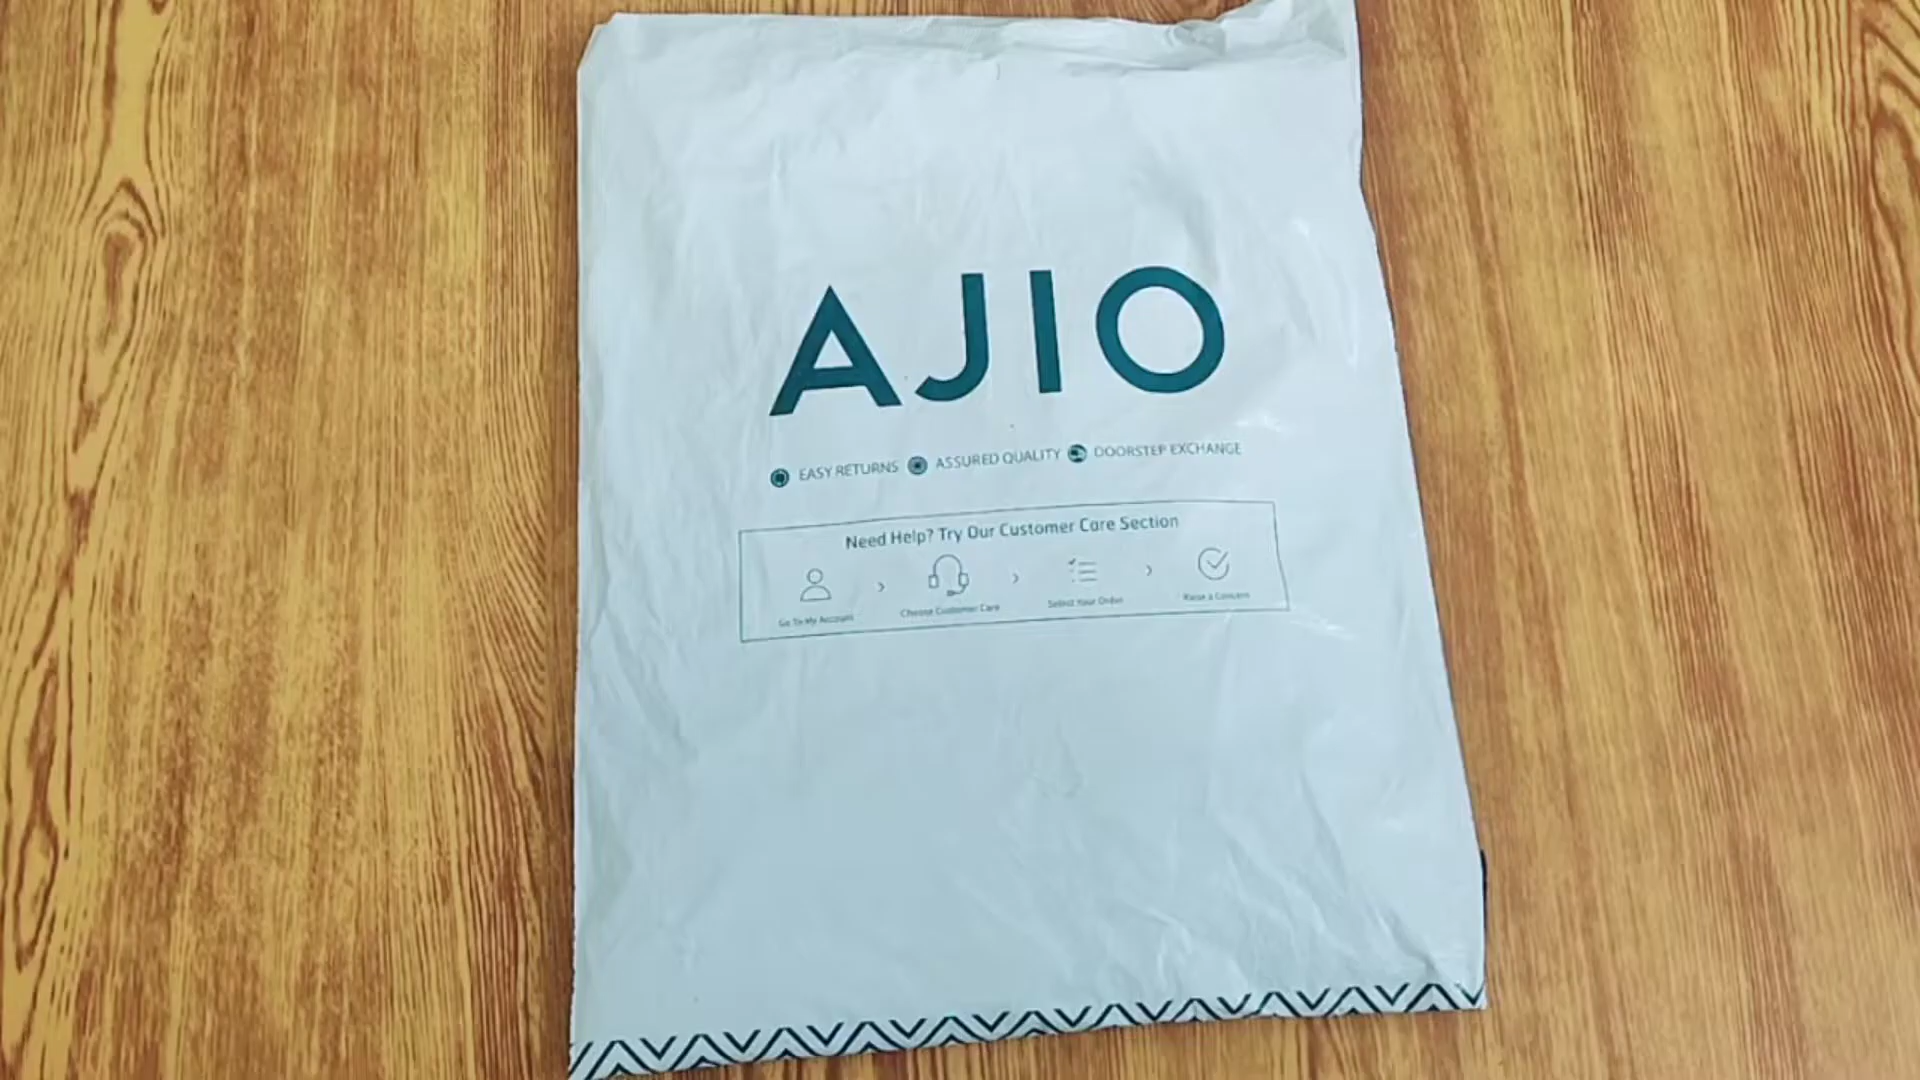 AJIO
EASY RETURNS ASSURED QUALITY DOORSTEP EXCHANGE
Need Help? Try Our Customer Care Section
Go To My Account > Choose Customer Care > Select Your Order > Raise a Concern